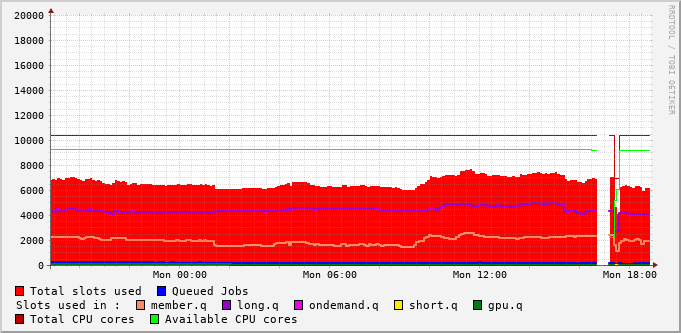 RRDTOOL / TOBI OETIKER
20000
18000
16000
14000
12000
10000
8000
6000
4000
2000
0
Mon 00:00 Mon 06:00 Mon 12:00 Mon 18:00
Total slots used Queued Jobs
Slots used in : member.q long.q ondemand.q short.q gpu.q
Total CPU cores Available CPU cores